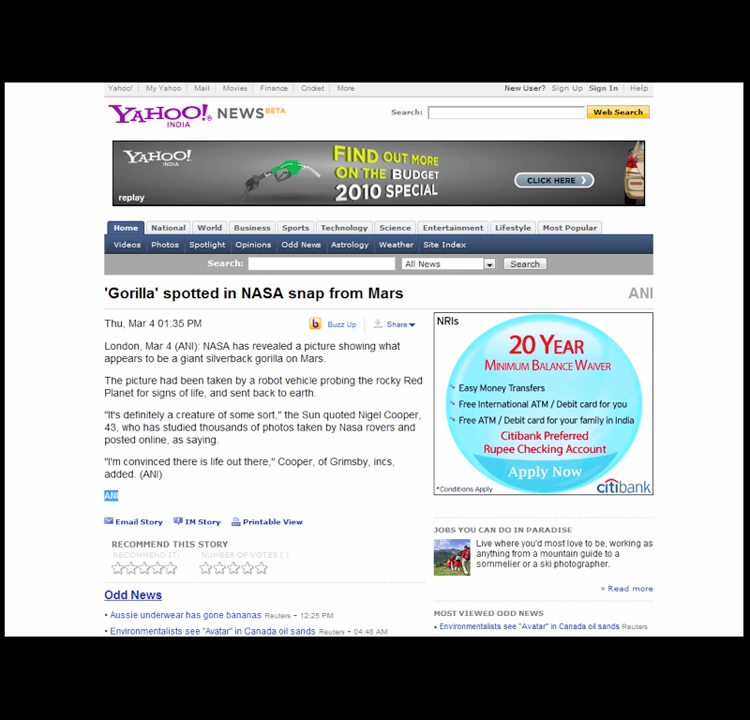 Yahoo! My Yahoo Mail Movies Finance Cricket More New User? Sign Up Sign In Help
YAHOO! NEWS BETA
INDIA
Search: Web Search
YAHOO!
INDIA
replay
FIND OUT MORE
ON THE BUDGET
2010 SPECIAL
CLICK HERE
Home National World Business Sports Technology Science Entertainment Lifestyle Most Popular
Videos Photos Spotlight Opinions Odd News Astrology Weather Site Index
Search: All News Search
'Gorilla' spotted in NASA snap from Mars
ANI
Thu, Mar 4 01:35 PM
Buzz Up Share
London, Mar 4 (ANI): NASA has revealed a picture showing what
appears to be a giant silverback gorilla on Mars.
The picture had been taken by a robot vehicle probing the rocky Red
Planet for signs of life, and sent back to earth.
"It's definitely a creature of some sort," the Sun quoted Nigel Cooper,
43, who has studied thousands of photos taken by Nasa rovers and
posted online, as saying.
"I'm convinced there is life out there," Cooper, of Grimsby, incs,
added. (ANI)
ANI
Email Story IM Story Printable View
RECOMMEND THIS STORY
RECOMMEND IT: NUMBER OF VOTES ( )
Odd News
• Aussie underwear has gone bananas Reuters - 12:25 PM
• Environmentalists see "Avatar" in Canada oil sands Reuters - 04:48 AM
NRIs
20 YEAR
MINIMUM BALANCE WAIVER
Easy Money Transfers
Free International ATM / Debit card for you
Free ATM / Debit card for your family in India
Citibank Preferred
Rupee Checking Account
Apply Now
*Conditions Apply
citibank
JOBS YOU CAN DO IN PARADISE
Live where you'd most love to be, working as
anything from a mountain guide to a
sommelier or a ski photographer.
» Read more
MOST VIEWED ODD NEWS
• Environmentalists see "Avatar" in Canada oil sands Reuters